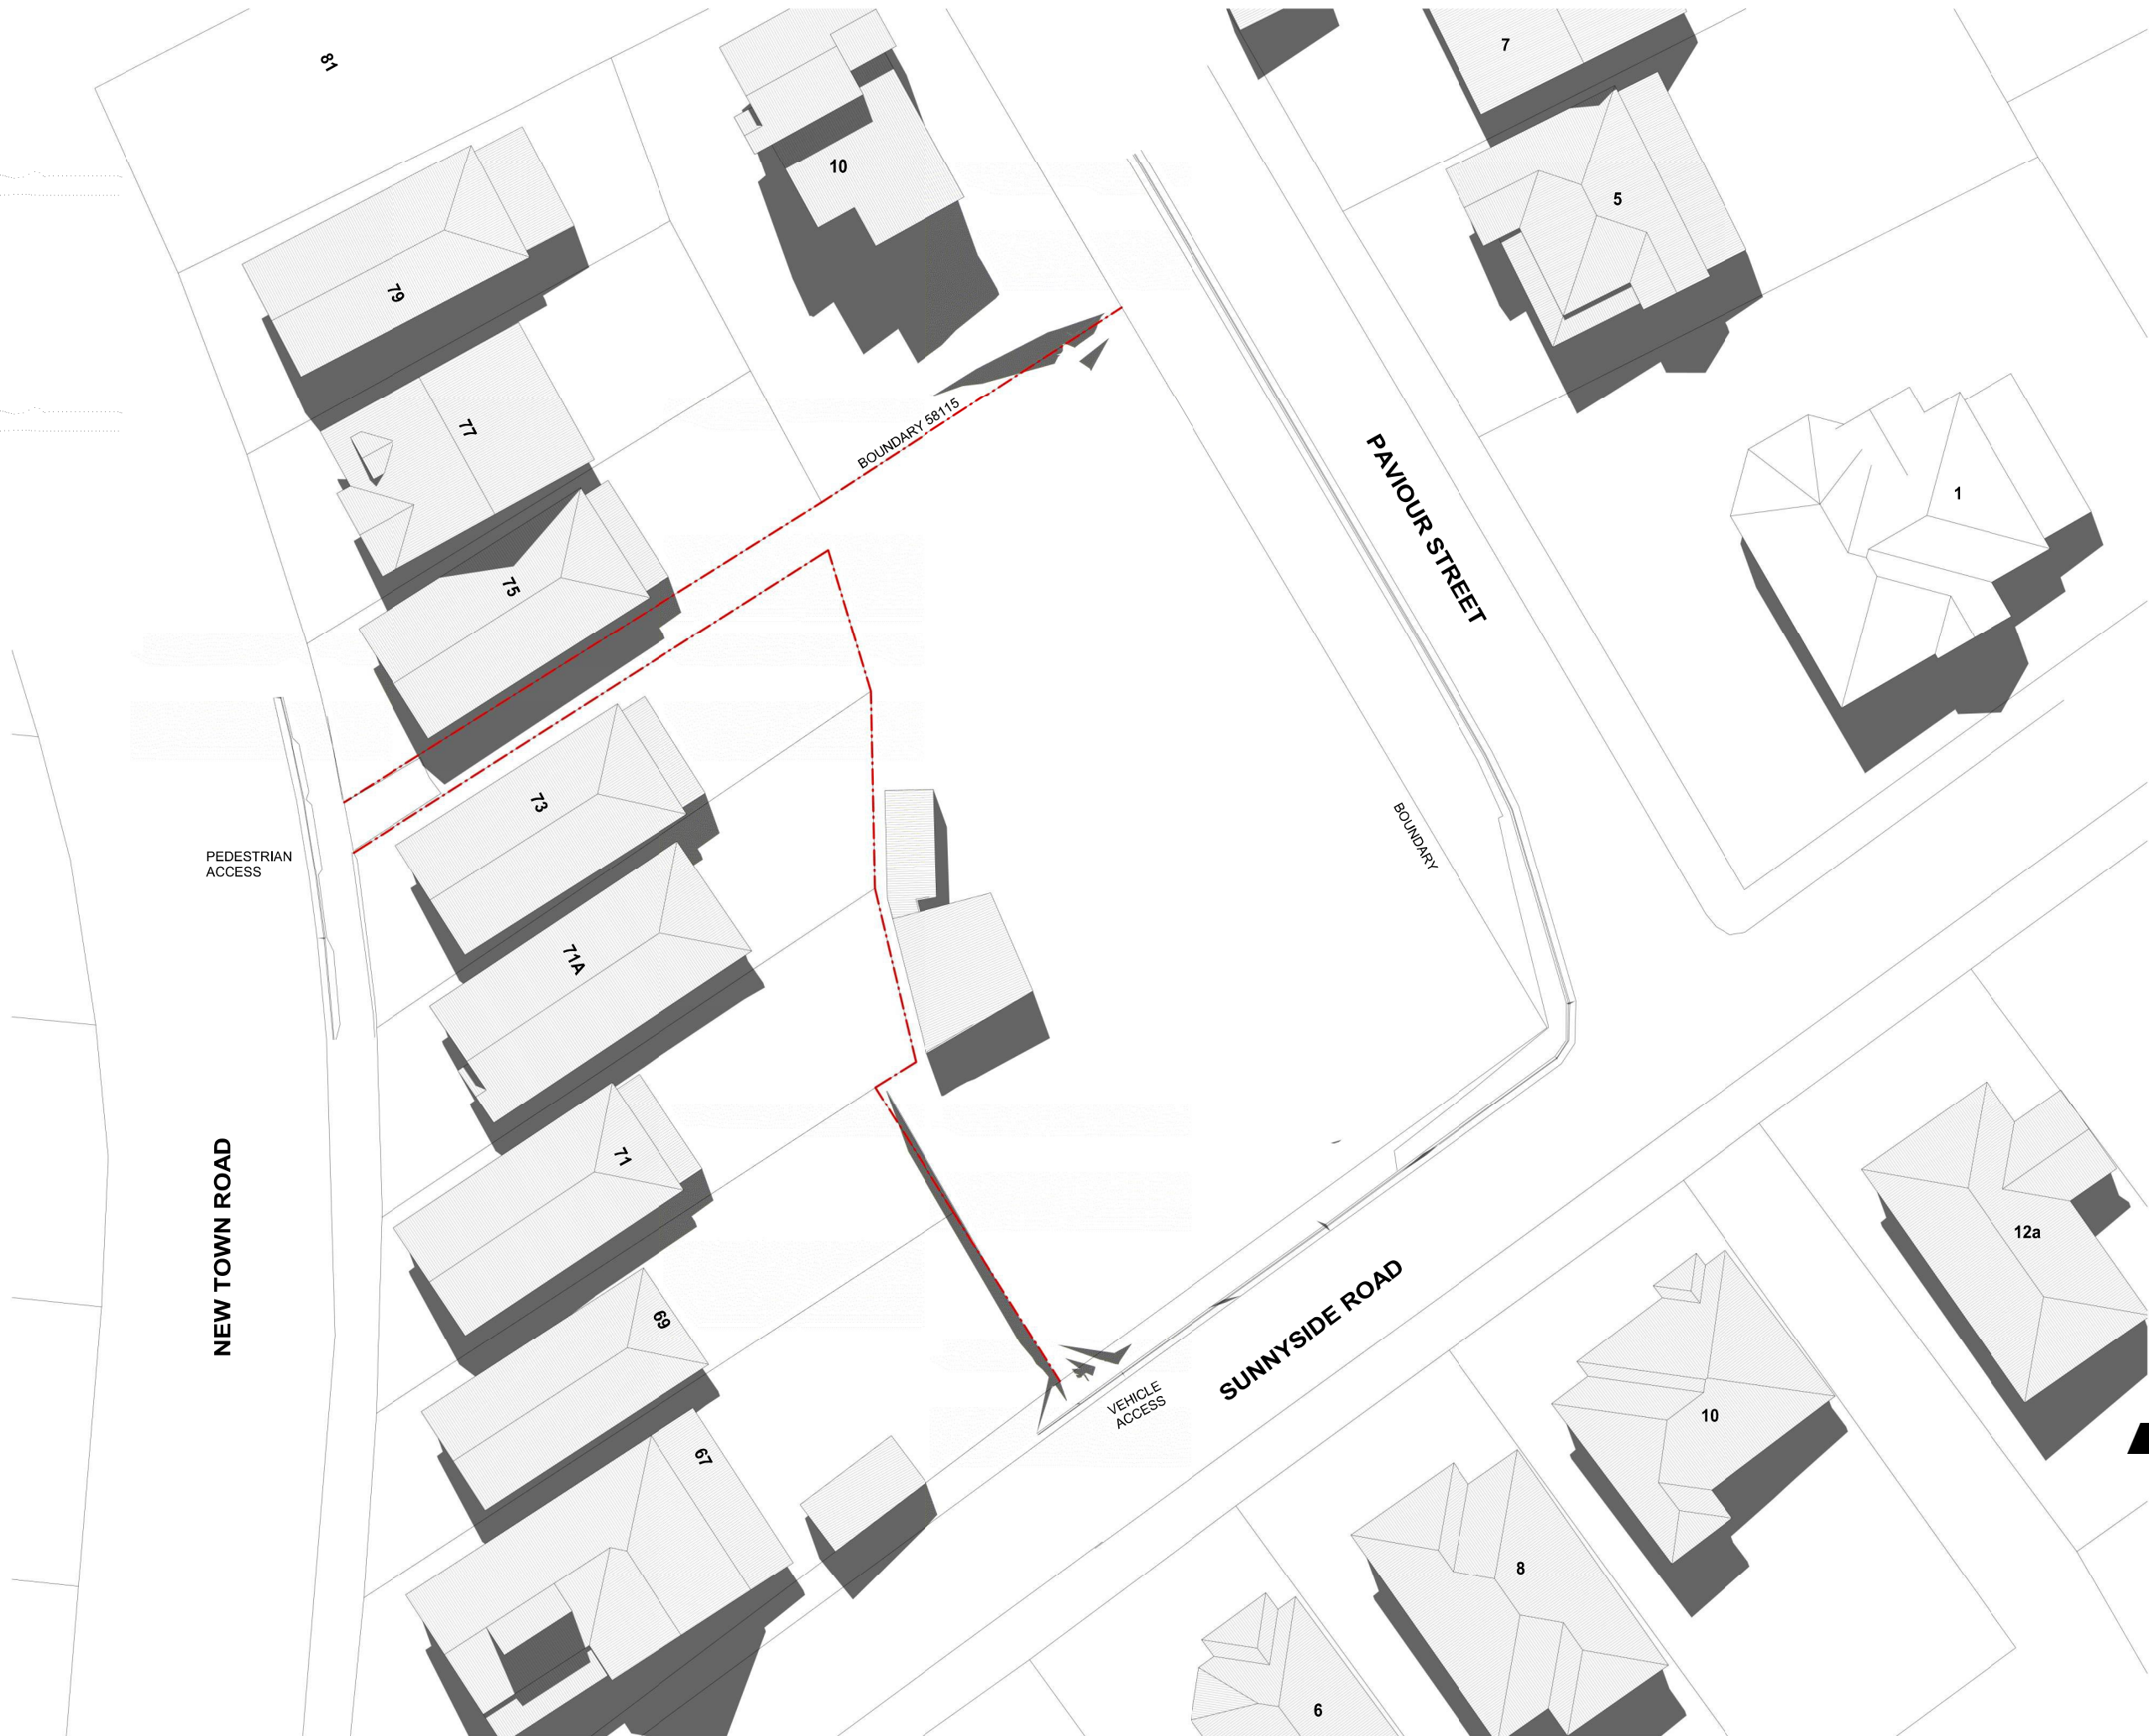 81
7
10
5
79
77
BOUNDARY 58115
PAVIOUR STREET
1
75
73
BOUNDARY
PEDESTRIAN
ACCESS
71A
71
NEW TOWN ROAD
69
SUNNYSIDE ROAD
12a
VEHICLE
ACCESS
67
10
8
6